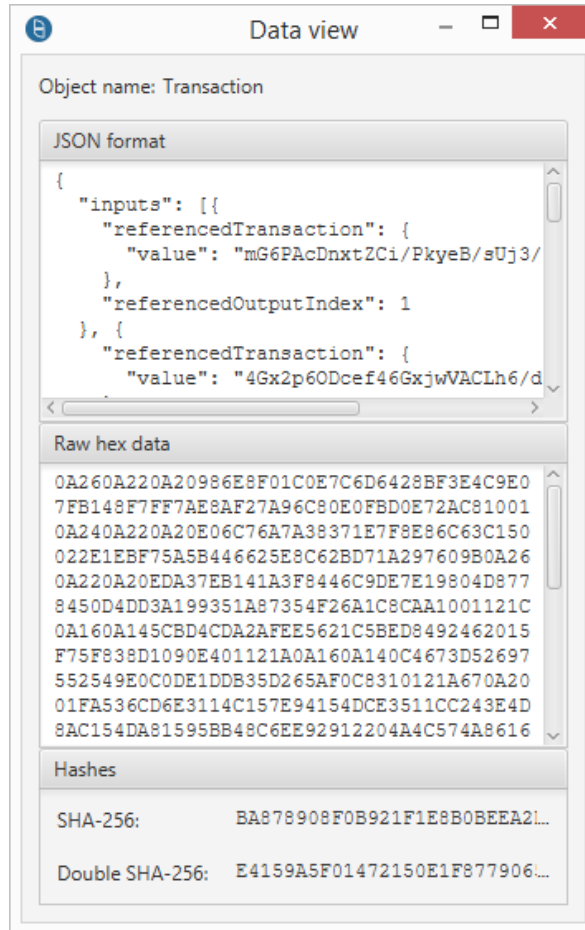 Data view
Object name: Transaction
JSON format
{
"inputs": [{
"referencedTransaction": {
"value": "mG6PAcDnxtZCi/PkyeB/sUj3/
},
"referencedOutputIndex": 1
}, {
"referencedTransaction": {
"value": "4Gx2p6ODcef46GxjwVACLh6/d
Raw hex data
0A260A220A20986E8F01C0E7C6D6428BF3E4C9E0
7FB148F7FF7AE8AF27A96C80E0FBD0E72AC81001
0A240A220A20E06C76A7A38371E7F8E86C63C150
022E1EBF75A5B446625E8C62BD71A297609B0A26
0A220A20EDA37EB141A3F8446C9DE7E19804D877
8450D4DD3A199351A87354F26A1C8CAA1001121C
0A160A145CBD4CDA2AFEE5621C5BED8492462015
F75F838D1090E401121A0A160A140C4673D52697
552549E0C0DE1DDB35D265AF0C8310121A670A20
01FA536CD6E3114C157E94154DCE3511CC243E4D
8AC154DA81595BB48C6EE92912204A4C574A8616
Hashes
SHA-256: BA878908F0B921F1E8B0BEEA2...
Double SHA-256: E4159A5F01472150E1F877906...